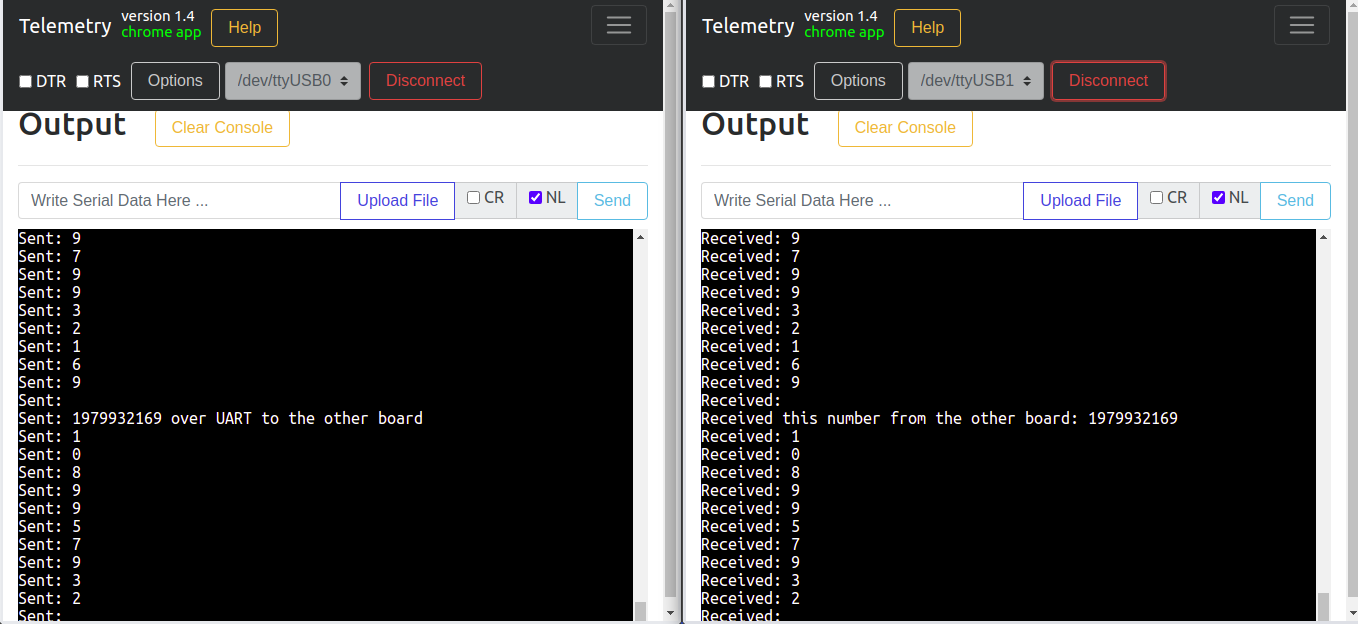 Telemetry version 1.4 Help
chrome app
DTR RTS Options /dev/ttyUSB0 Disconnect
Output Clear Console
Write Serial Data Here ... Upload File CR NL Send
Sent: 9
Sent: 7
Sent: 9
Sent: 9
Sent: 3
Sent: 2
Sent: 1
Sent: 6
Sent: 9
Sent:
Sent: 1979932169 over UART to the other board
Sent: 1
Sent: 0
Sent: 8
Sent: 9
Sent: 9
Sent: 5
Sent: 7
Sent: 9
Sent: 3
Sent: 2
Sent:
Telemetry version 1.4 Help
chrome app
DTR RTS Options /dev/ttyUSB1 Disconnect
Output Clear Console
Write Serial Data Here ... Upload File CR NL Send
Received: 9
Received: 7
Received: 9
Received: 9
Received: 3
Received: 2
Received: 1
Received: 6
Received: 9
Received:
Received this number from the other board: 1979932169
Received: 1
Received: 0
Received: 8
Received: 9
Received: 9
Received: 5
Received: 7
Received: 9
Received: 3
Received: 2
Received: